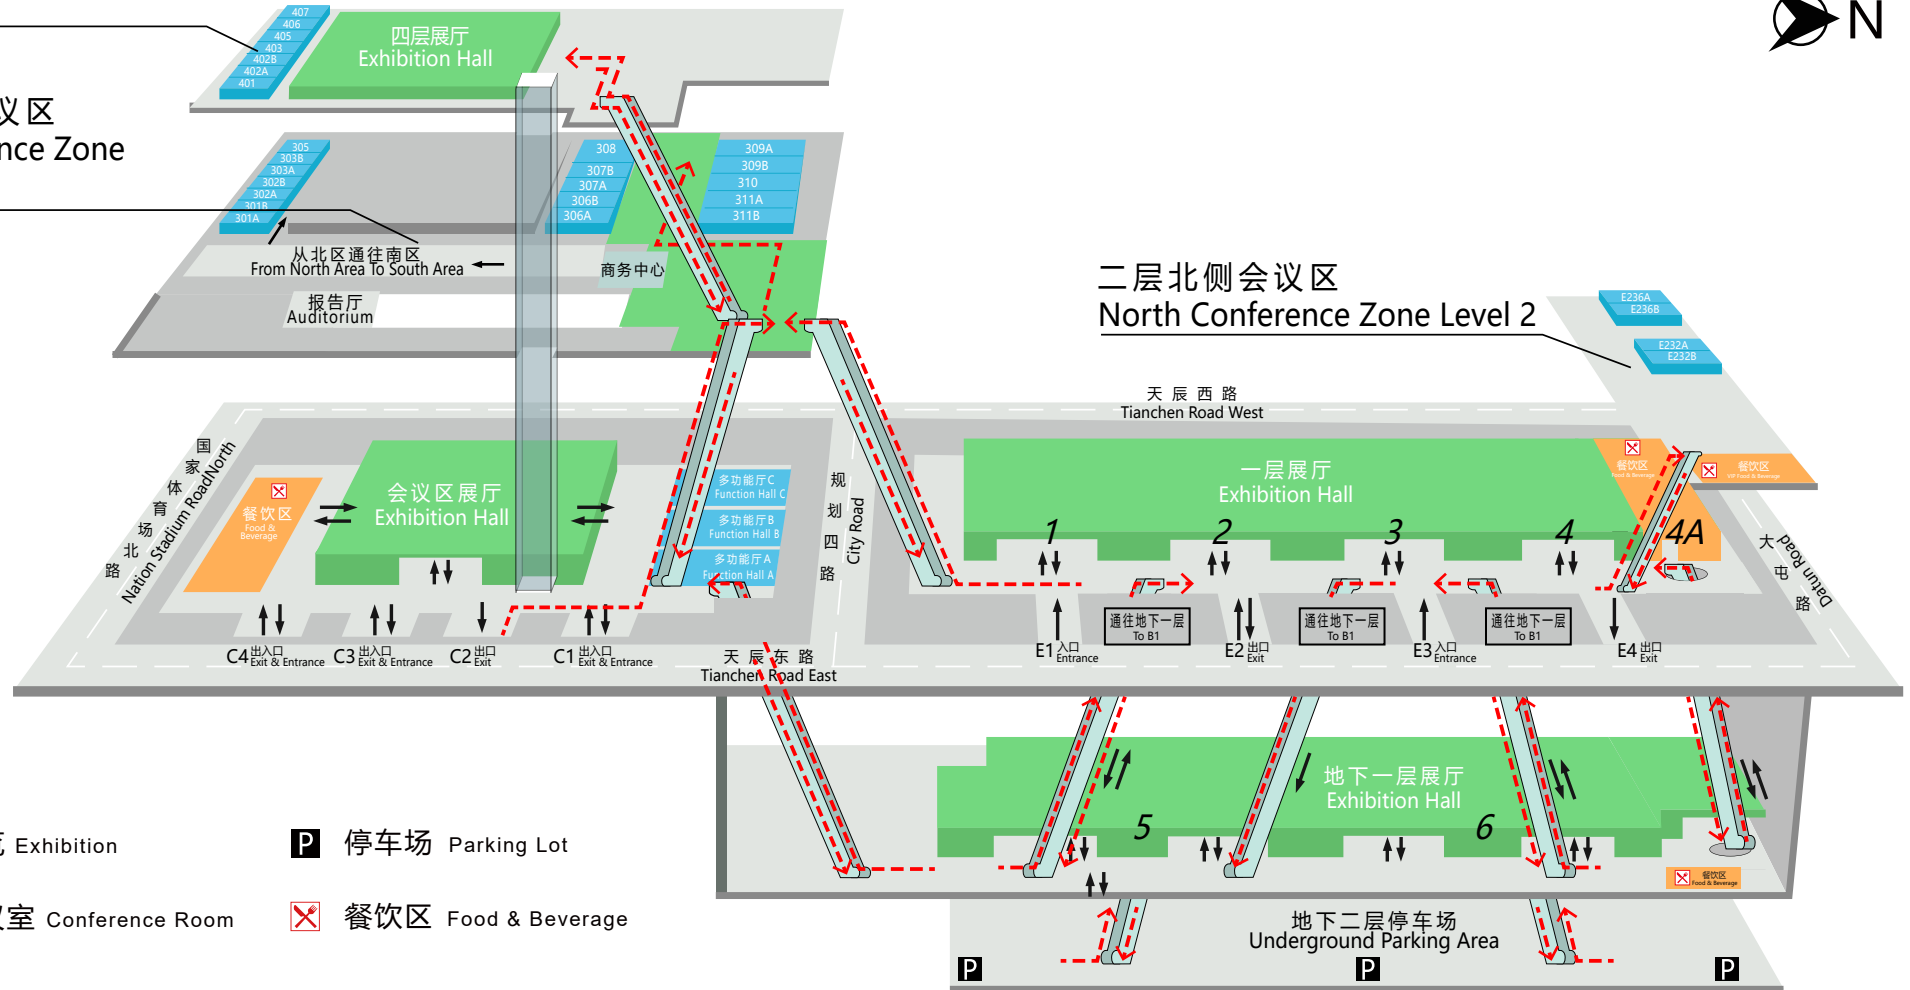 N
407
406
405
403
402B
402A
401
四层展厅
Exhibition Hall
议区
nce Zone
305
303B
303A
302B
302A
301B
301A
308
307B
307A
306B
306A
309A
309B
310
311A
311B
从北区通往南区
From North Area To South Area
商务中心
报告厅
Auditorium
二层北侧会议区
North Conference Zone Level 2
E236A
E236B
E232A
E232B
天辰西路
Tianchen Road West
国家体育场北路
Nation Stadium RoadNorth
餐饮区
Food &
Beverage
会议区展厅
Exhibition Hall
多功能厅C
Function Hall C
多功能厅B
Function Hall B
多功能厅A
Function Hall A
规划四路
City Road
一层展厅
Exhibition Hall
1
2
3
4
4A
餐饮区
Food & Beverage
餐饮区
VIP Food & Beverage
大屯路
Datun Road
通往地下一层
To B1
通往地下一层
To B1
通往地下一层
To B1
C4 出入口
Exit & Entrance
C3 出入口
Exit & Entrance
C2 出口
Exit
C1 出入口
Exit & Entrance
天辰东路
Tianchen Road East
E1 入口
Entrance
E2 出口
Exit
E3 入口
Entrance
E4 出口
Exit
地下一层展厅
Exhibition Hall
5
6
餐饮区
Food & Beverage
Exhibition
P 停车场 Parking Lot
议室 Conference Room
餐饮区 Food & Beverage
地下二层停车场
Underground Parking Area
P
P
P